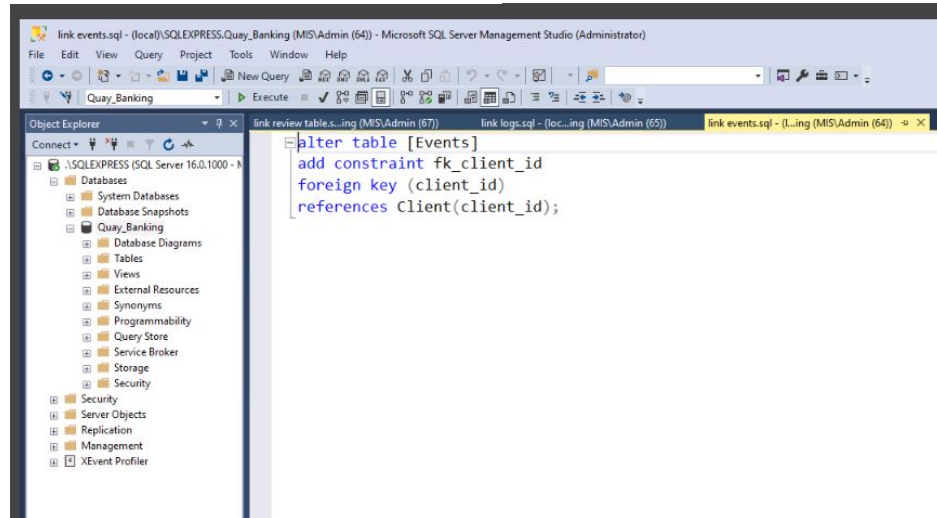 link events.sql - (local)\SQLEXPRESS.Quay_Banking (MIS\Admin (64)) - Microsoft SQL Server Management Studio (Administrator)
File Edit View Query Project Tools Window Help
New Query
Quay_Banking Execute
Object Explorer
link review table.s...ing (MIS\Admin (67)) link logs.sql - (loc...ing (MIS\Admin (65)) link events.sql - (l...ing (MIS\Admin (64))
Connect
.\SQLEXPRESS (SQL Server 16.0.1000 - 
Databases
System Databases
Database Snapshots
Quay_Banking
Database Diagrams
Tables
Views
External Resources
Synonyms
Programmability
Query Store
Service Broker
Storage
Security
Security
Server Objects
Replication
Management
XEvent Profiler
alter table [Events]
add constraint fk_client_id
foreign key (client_id)
references Client(client_id);